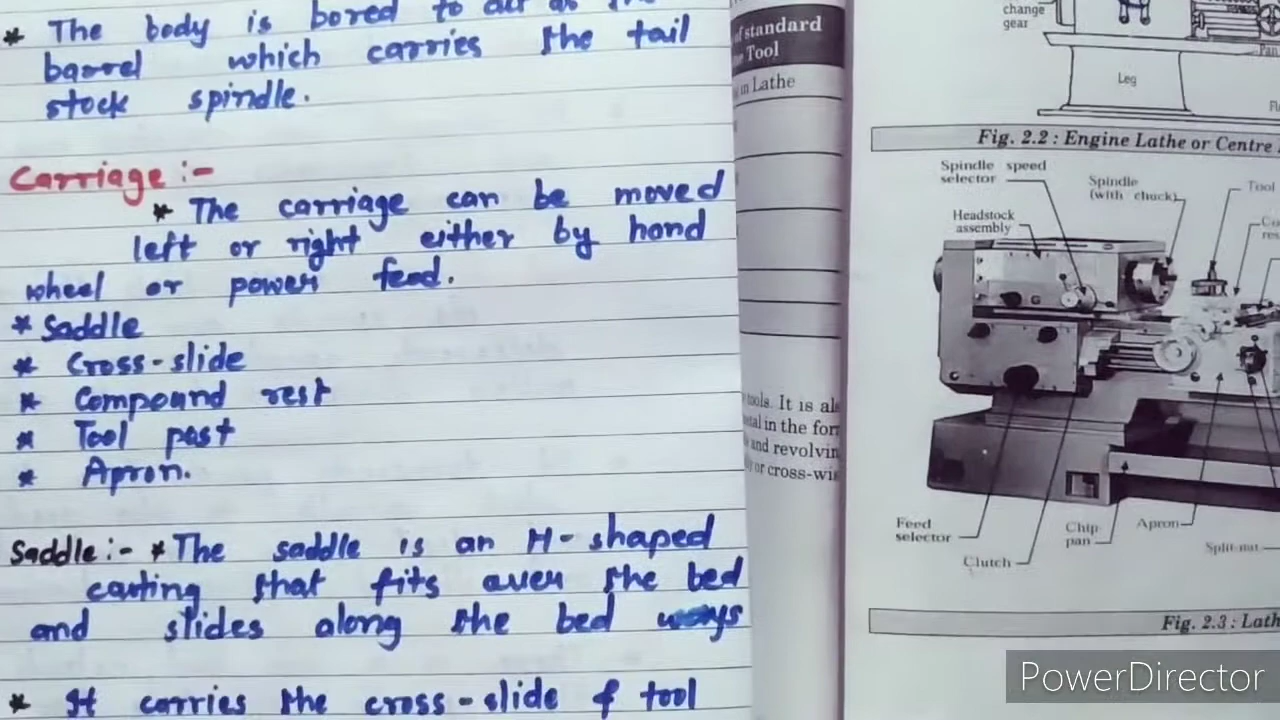 * The body is bored to
barrel which carries the tail
stock spindle.
Carriage :-
* The carriage can be moved
left or right either by hond
wheel or power feed.
* Saddle
* Cross-slide
* Compound rest
* Tool post
* Apron.
Saddle :- * The saddle is an H-shaped
casting that fits over the bed
and slides along the bed ways
* It carries the cross-slide & tool
of standard
Tool
in Lathe
tools. It is als
in the for
and revolvin
or cross-wis
change
gear
Leg
Pan
Fig. 2.2 : Engine Lathe or Centre
Spindle speed
selector
Spindle
(with chuck)
Tool
Headstock
assembly
Feed
selector
Clutch
Chip
pan
Apron
Split-nut
Fig. 2.3 : Lath
PowerDirector